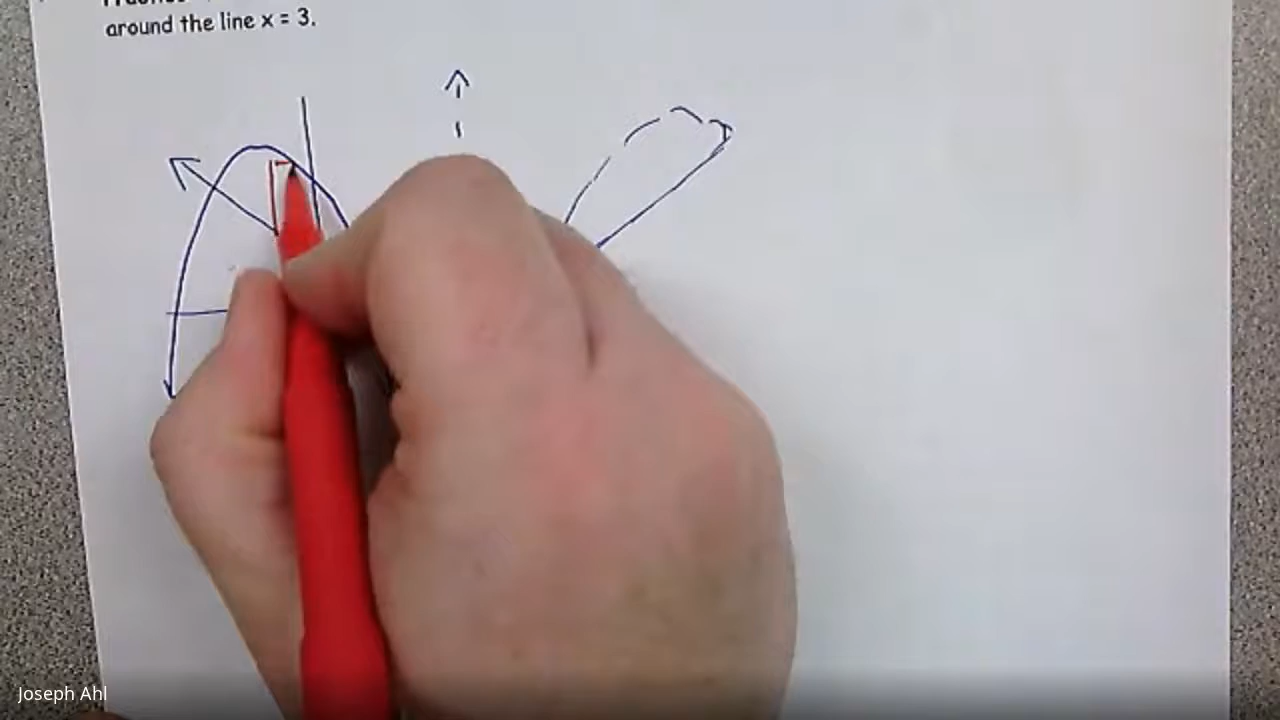 around the line x = 3.
Joseph Ahl